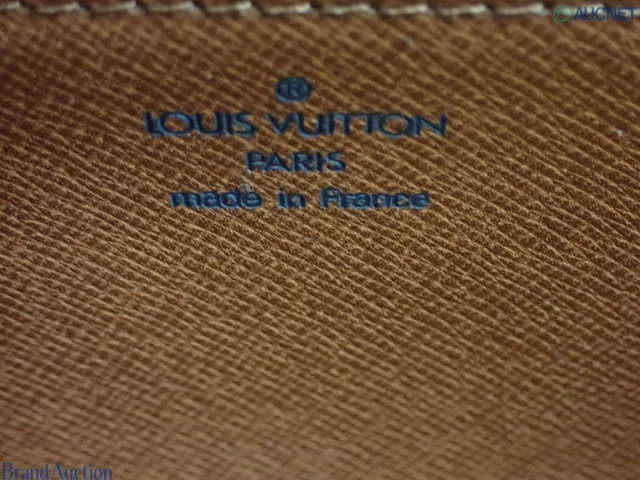 AUCNET
®
LOUIS VUITTON
PARIS
made in France
Brand Auction